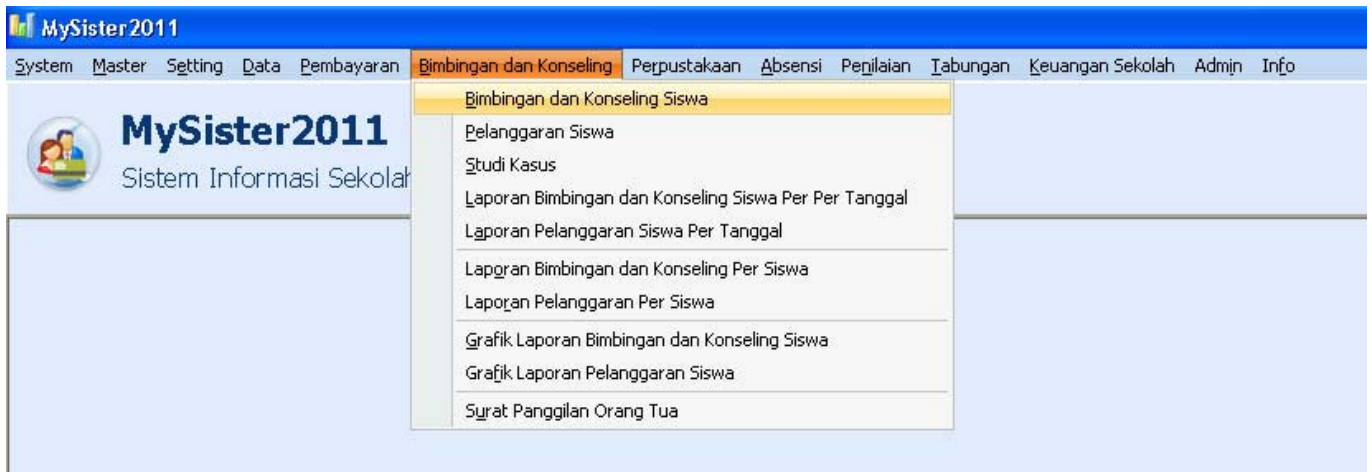 MySister2011
System Master Setting Data Pembayaran Bimbingan dan Konseling Perpustakaan Absensi Penilaian Tabungan Keuangan Sekolah Admin Info
Bimbingan dan Konseling Siswa
MySister2011
Pelanggaran Siswa
Studi Kasus
Sistem Informasi Sekolah
Laporan Bimbingan dan Konseling Siswa Per Per Tanggal
Laporan Pelanggaran Siswa Per Tanggal
Laporan Bimbingan dan Konseling Per Siswa
Laporan Pelanggaran Per Siswa
Grafik Laporan Bimbingan dan Konseling Siswa
Grafik Laporan Pelanggaran Siswa
Surat Panggilan Orang Tua